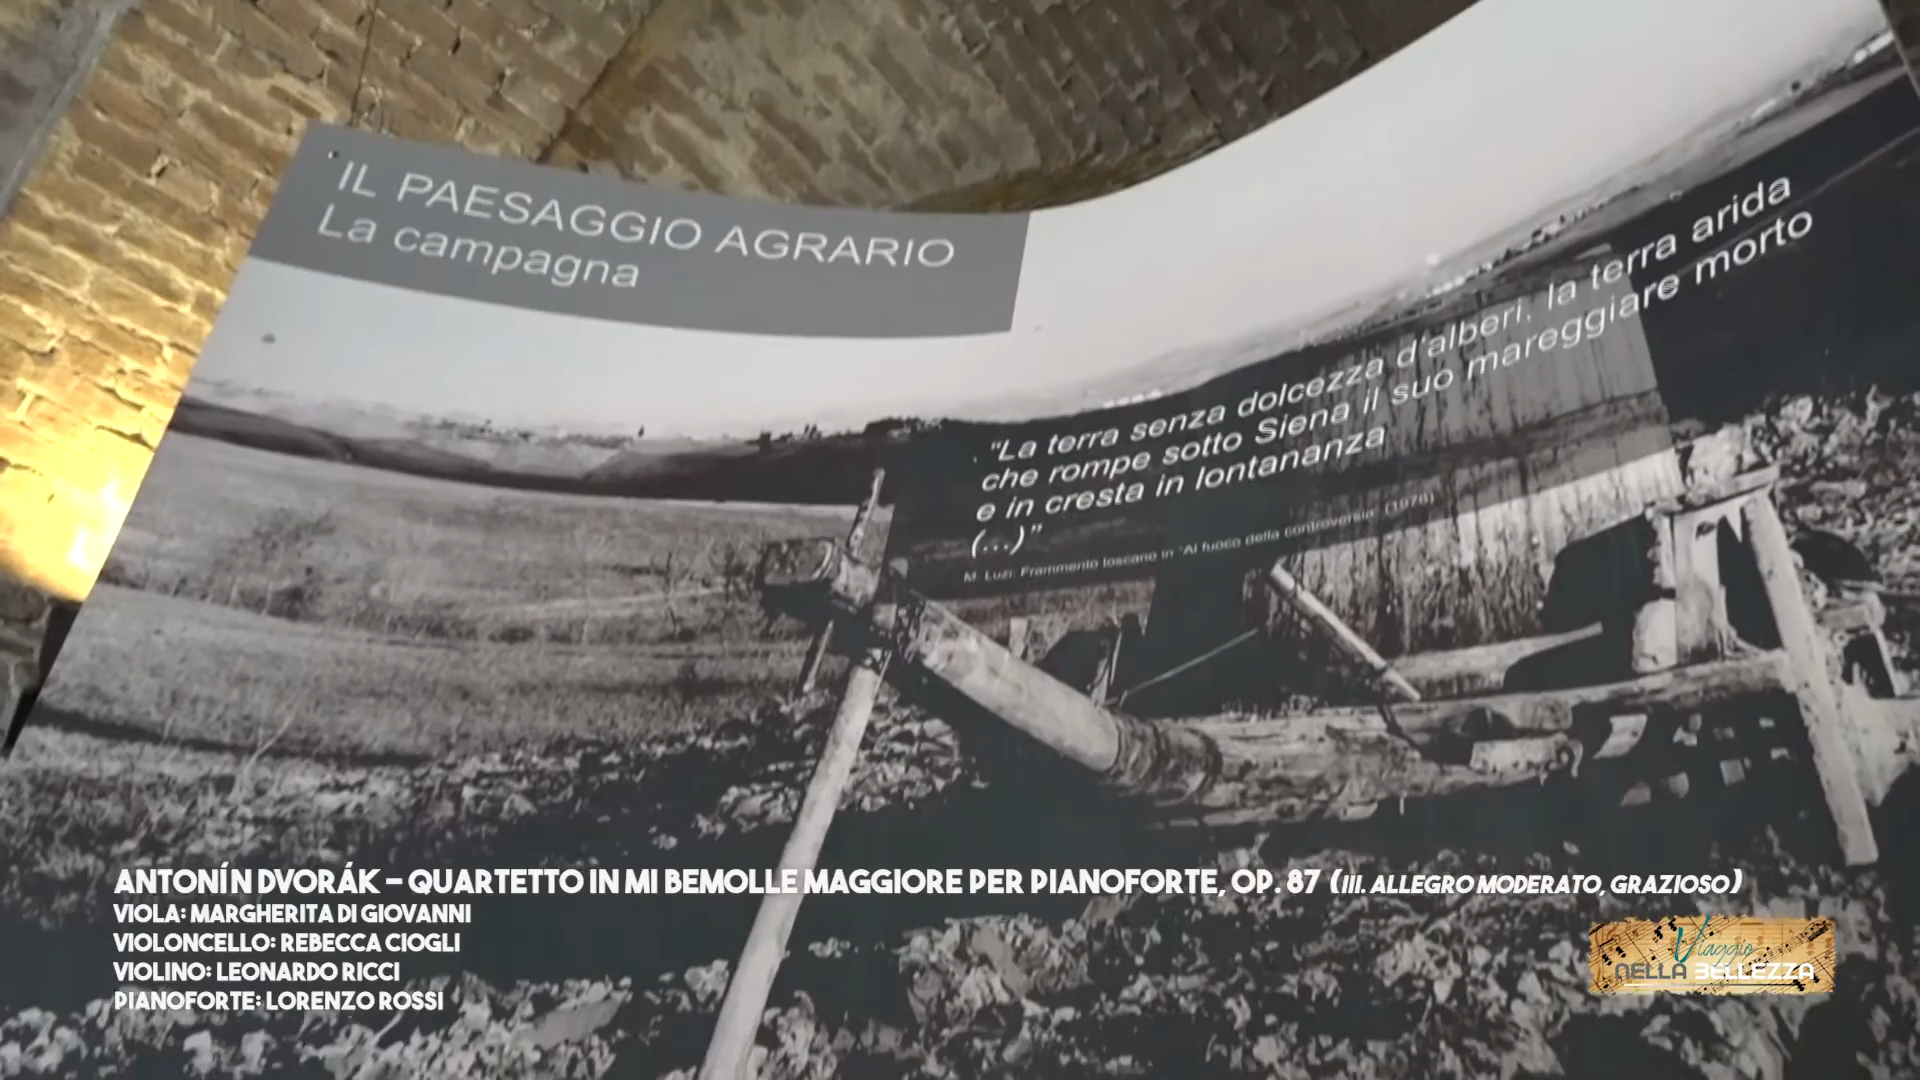 IL PAESAGGIO AGRARIO
La campagna
"La terra senza dolcezza d'alberi, la terra arida
che rompe sotto Siena il suo mareggiare morto
e in cresta in lontananza
(...)"
M. Luzi: Frammento toscano in "Al fuoco della controversia" (1978)
ANTONÍN DVORÁK – QUARTETTO IN MI BEMOLLE MAGGIORE PER PIANOFORTE, OP. 87 (III. ALLEGRO MODERATO, GRAZIOSO)
VIOLA: MARGHERITA DI GIOVANNI
VIOLONCELLO: REBECCA CIOGLI
VIOLINO: LEONARDO RICCI
PIANOFORTE: LORENZO ROSSI
Viaggio
NELLA BELLEZZA